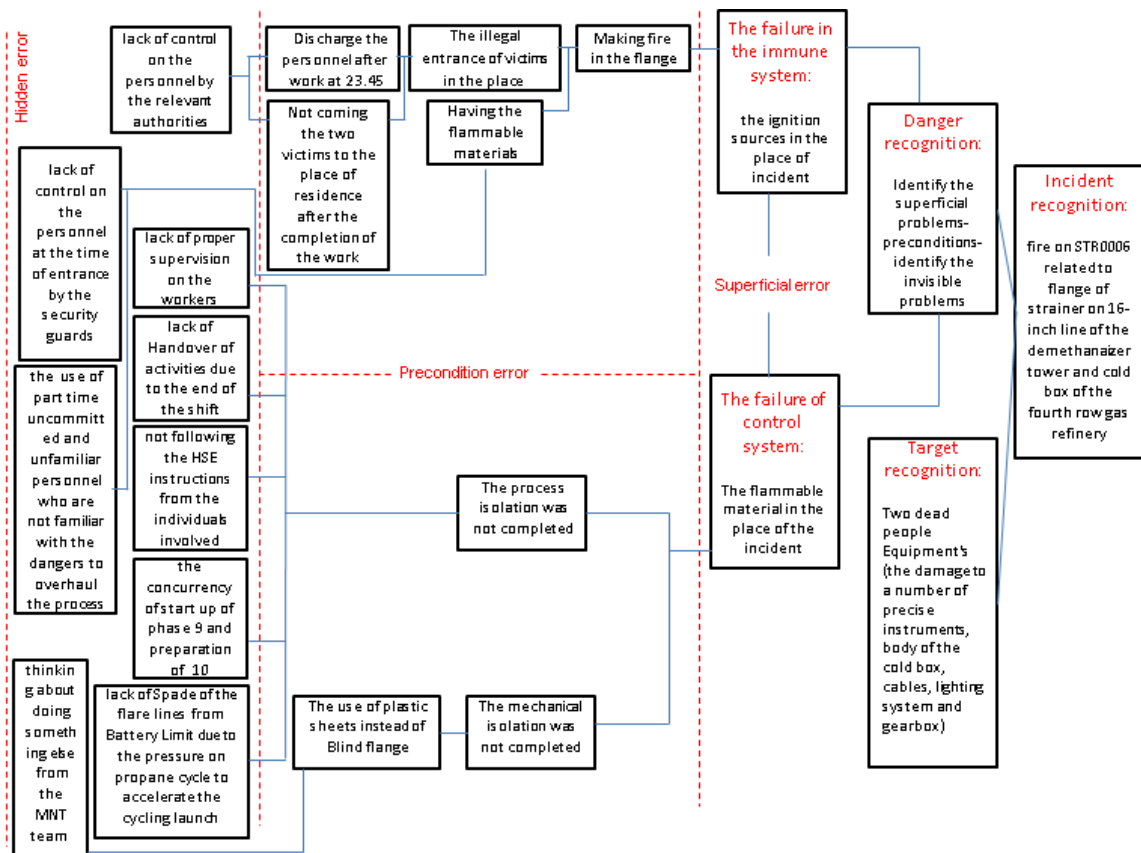 Hidden error
lack of control
on the
personnel by
the relevant
authorities
Discharge the
personnel after
work at 23.45
The illegal
entrance of victims
in the place
Making fire
in the flange
Not coming
the two
victims to the
place of
residence after
the
completion of
the work
Having the
flammable
materials
lack of
control on
the
personnel
at the time
of entrance
by the
security
guards
lack of proper
supervision
on the
workers
lack of
Handover of
activities due
to the end of
the shift
the use of
part time
uncommitt
ed and
unfamiliar
personnel
who are
not familiar
with the
dangers to
overhaul
the process
not following
the HSE
instructions
from the
individuals
involved
the
concurrency
of start up of
phase 9 and
preparation
of 10
thinkin
g about
doing
someth
ing else
from
the
MNT
team
lack of Spade of the
flare lines from
Battery Limit due to
the pressure on
propane cycle to
accelerate the
cycling launch
Precondition error
The process
isolation was
not completed
The use of plastic
sheets instead of
Blind flange
The mechanical
isolation was
not completed
The failure in
the immune
system:
the ignition
sources in the
place of
incident
Superficial error
The failure of
control
system:
The flammable
material in the
place of the
incident
Danger
recognition:
Identify the
superficial
problems-
preconditions-
identify the
invisible
problems
Target
recognition:
Two dead
people
Equipment's
(the damage to
a number of
precise
instruments,
body of the
cold box,
cables, lighting
system and
gearbox)
Incident
recognition:
fire on STR0006
related to
flange of
strainer on 16-
inch line of the
demethanaizer
tower and cold
box of the
fourth row gas
refinery